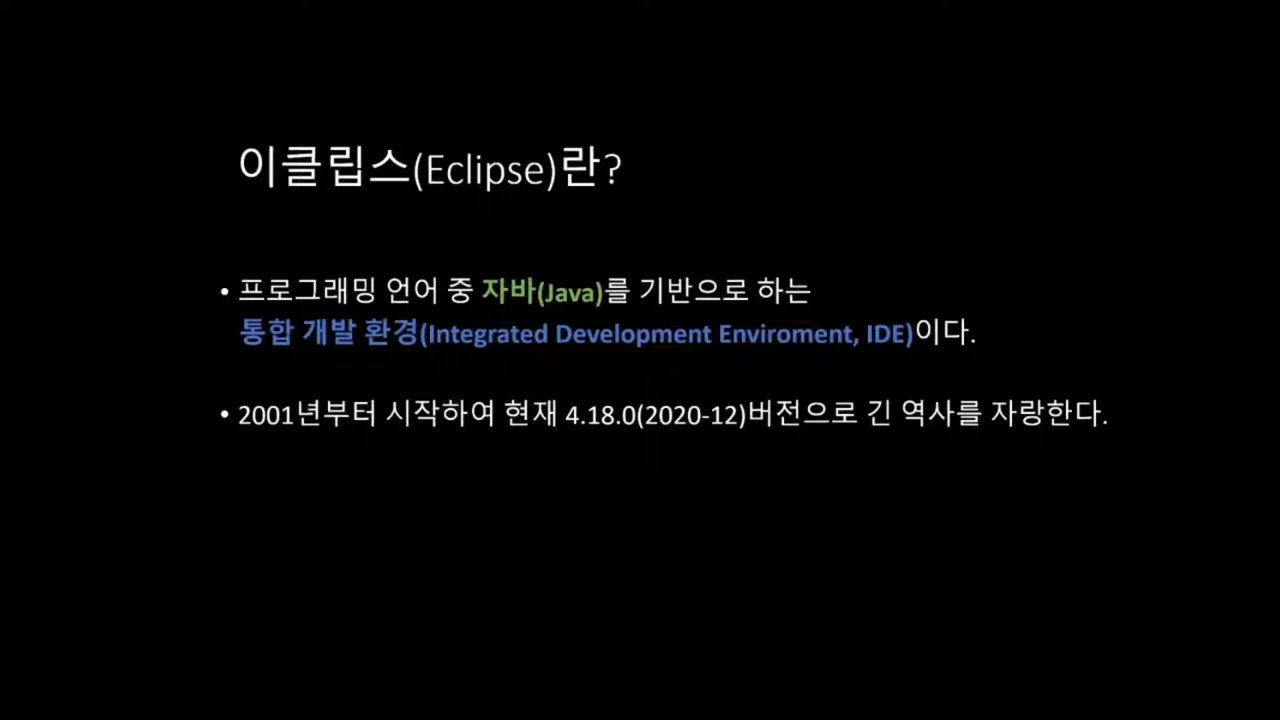 이클립스(Eclipse)란?
• 프로그래밍 언어 중 자바(Java)를 기반으로 하는
통합 개발 환경(Integrated Development Enviroment, IDE)이다.
• 2001년부터 시작하여 현재 4.18.0(2020-12)버전으로 긴 역사를 자랑한다.